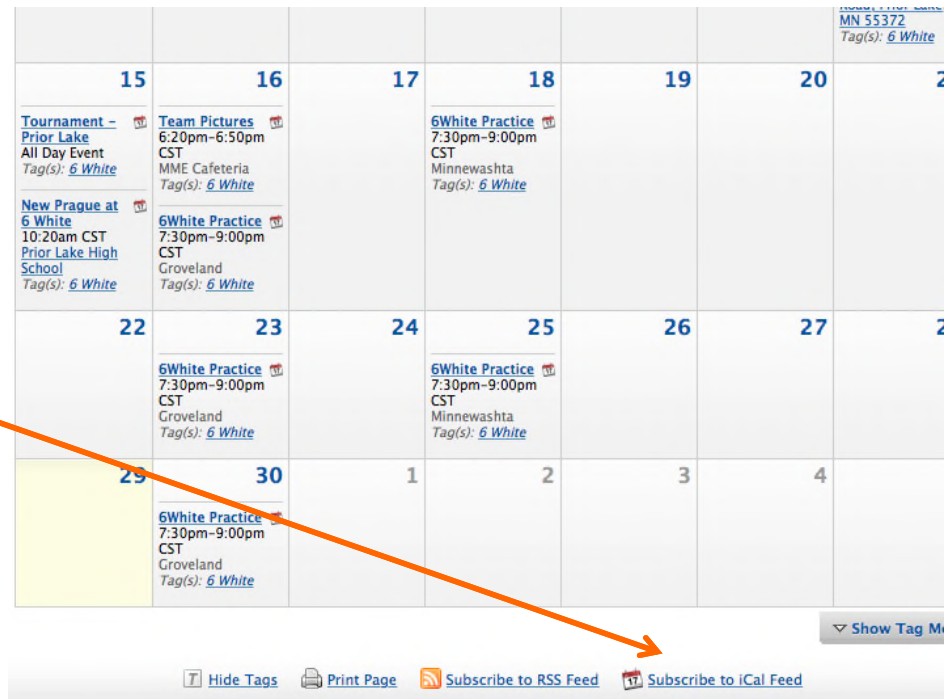 MN 55372
Tag(s): 6 White
15 16 17 18 19 20
Tournament – Prior Lake
All Day Event
Tag(s): 6 White
New Prague at 6 White
10:20am CST
Prior Lake High School
Tag(s): 6 White
Team Pictures
6:20pm–6:50pm CST
MME Cafeteria
Tag(s): 6 White
6White Practice
7:30pm–9:00pm CST
Groveland
Tag(s): 6 White
6White Practice
7:30pm–9:00pm CST
Minnewashta
Tag(s): 6 White
22 23 24 25 26 27
6White Practice
7:30pm–9:00pm CST
Groveland
Tag(s): 6 White
6White Practice
7:30pm–9:00pm CST
Minnewashta
Tag(s): 6 White
29 30 1 2 3 4
6White Practice
7:30pm–9:00pm CST
Groveland
Tag(s): 6 White
Show Tag
Hide Tags Print Page Subscribe to RSS Feed Subscribe to iCal Feed